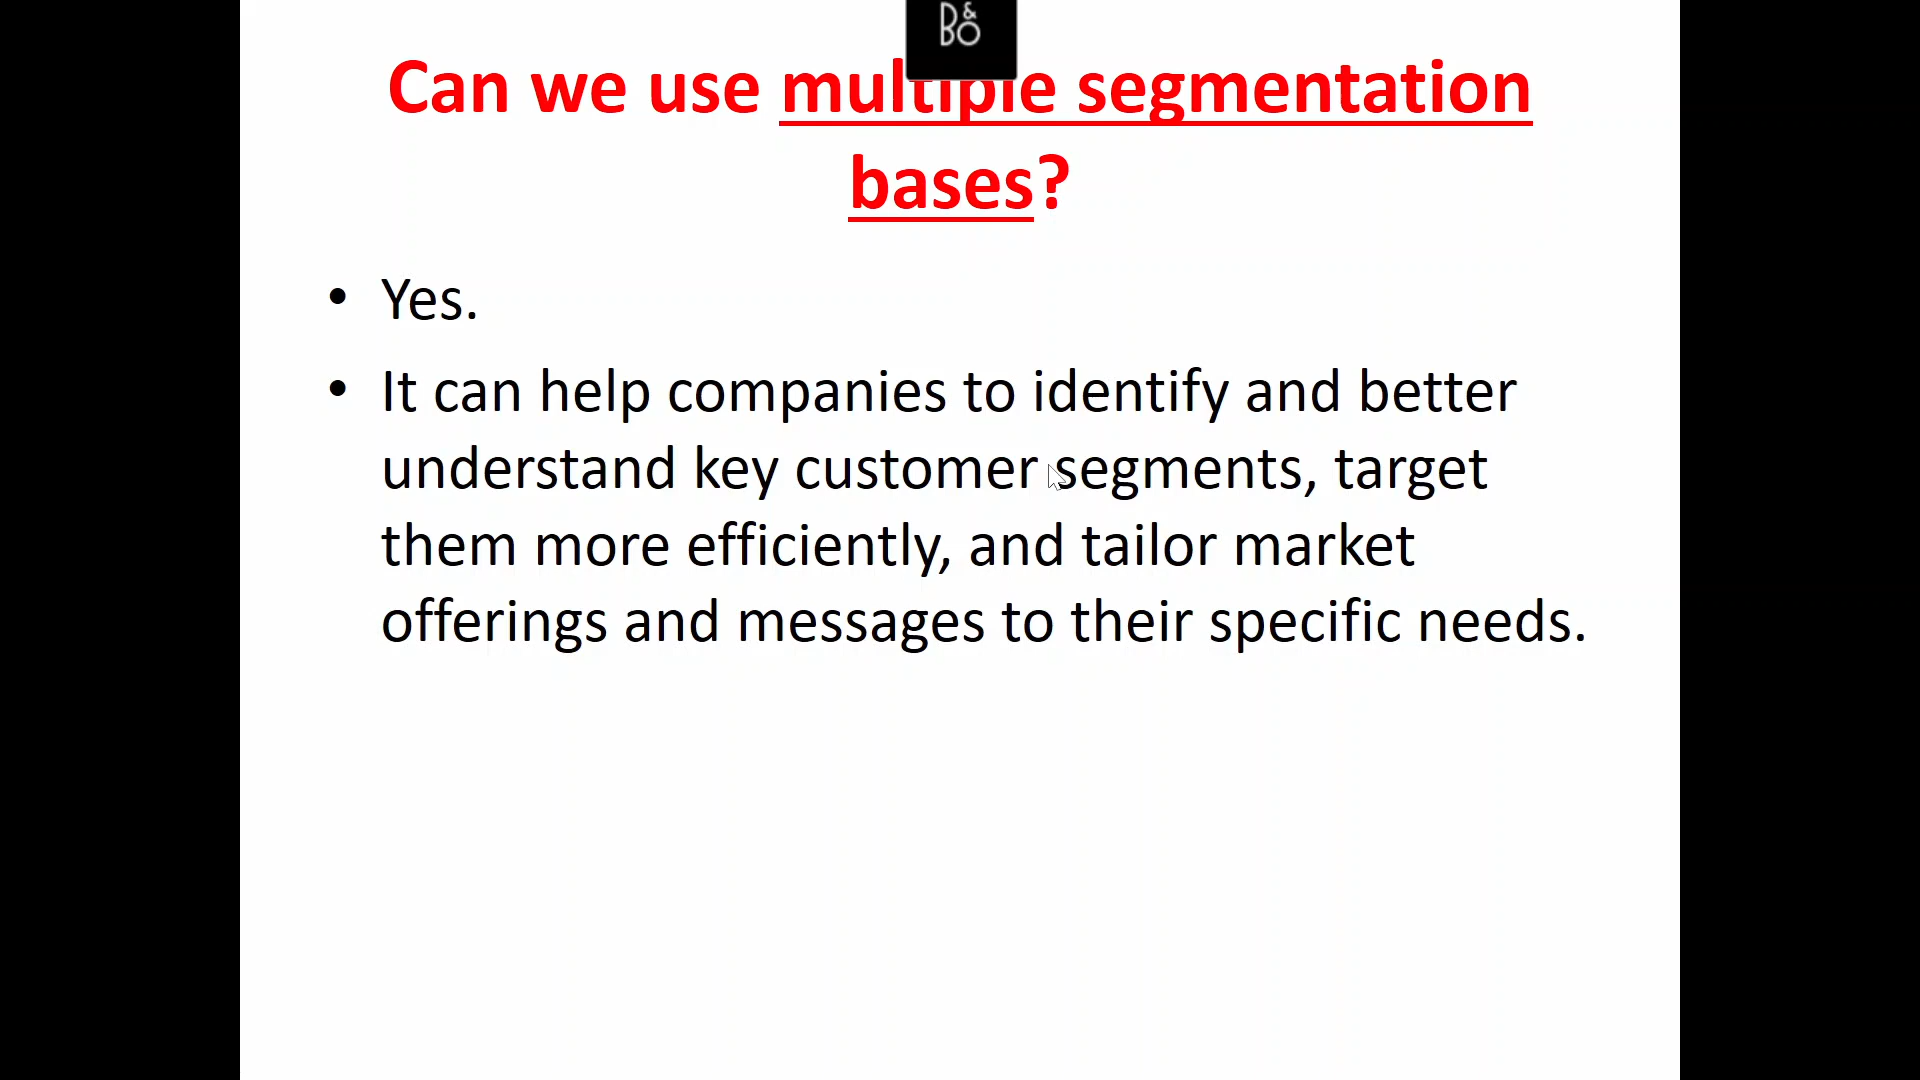 B&O
Can we use multiple segmentation
bases?
• Yes.
• It can help companies to identify and better
understand key customer segments, target
them more efficiently, and tailor market
offerings and messages to their specific needs.